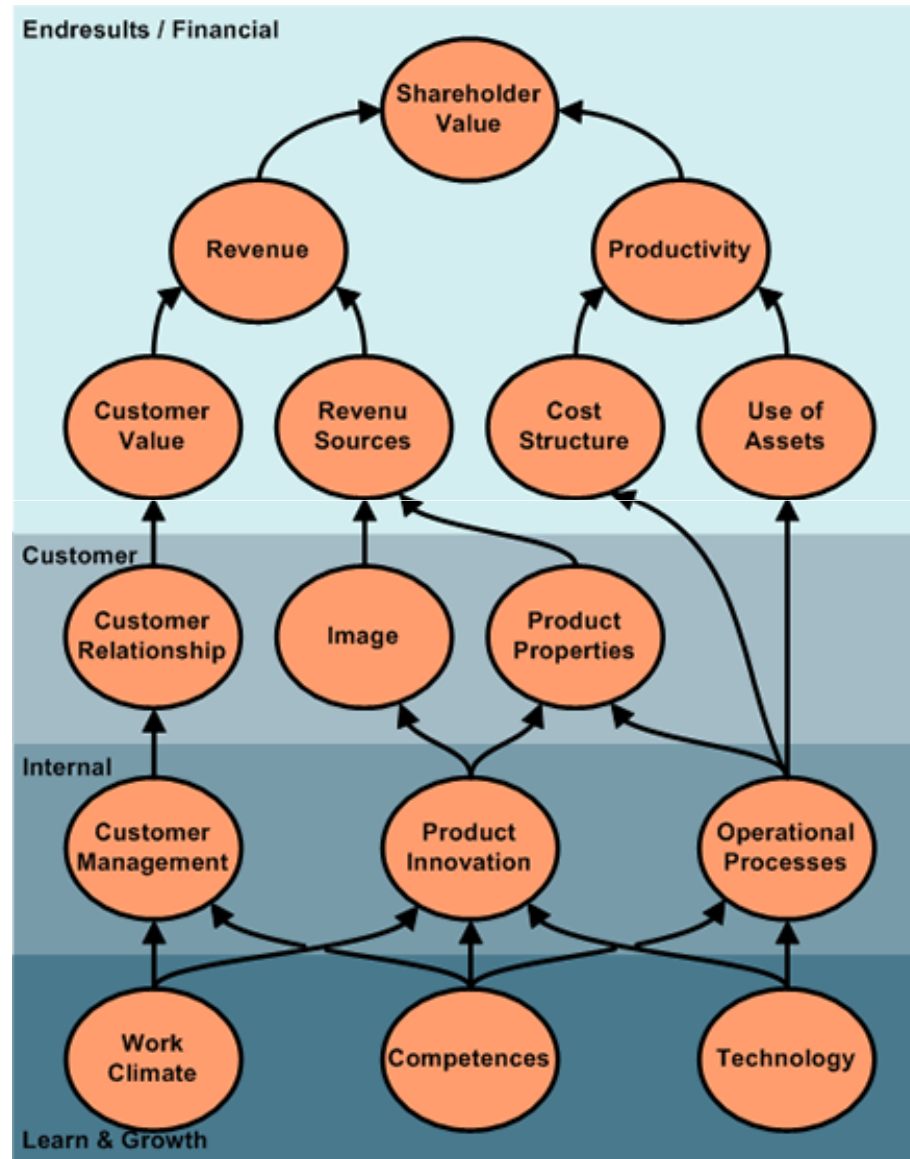 Endresults / Financial
Shareholder
Value
Revenue
Productivity
Customer
Value
Revenu
Sources
Cost
Structure
Use of
Assets
Customer
Customer
Relationship
Image
Product
Properties
Internal
Customer
Management
Product
Innovation
Operational
Processes
Work
Climate
Competences
Technology
Learn & Growth